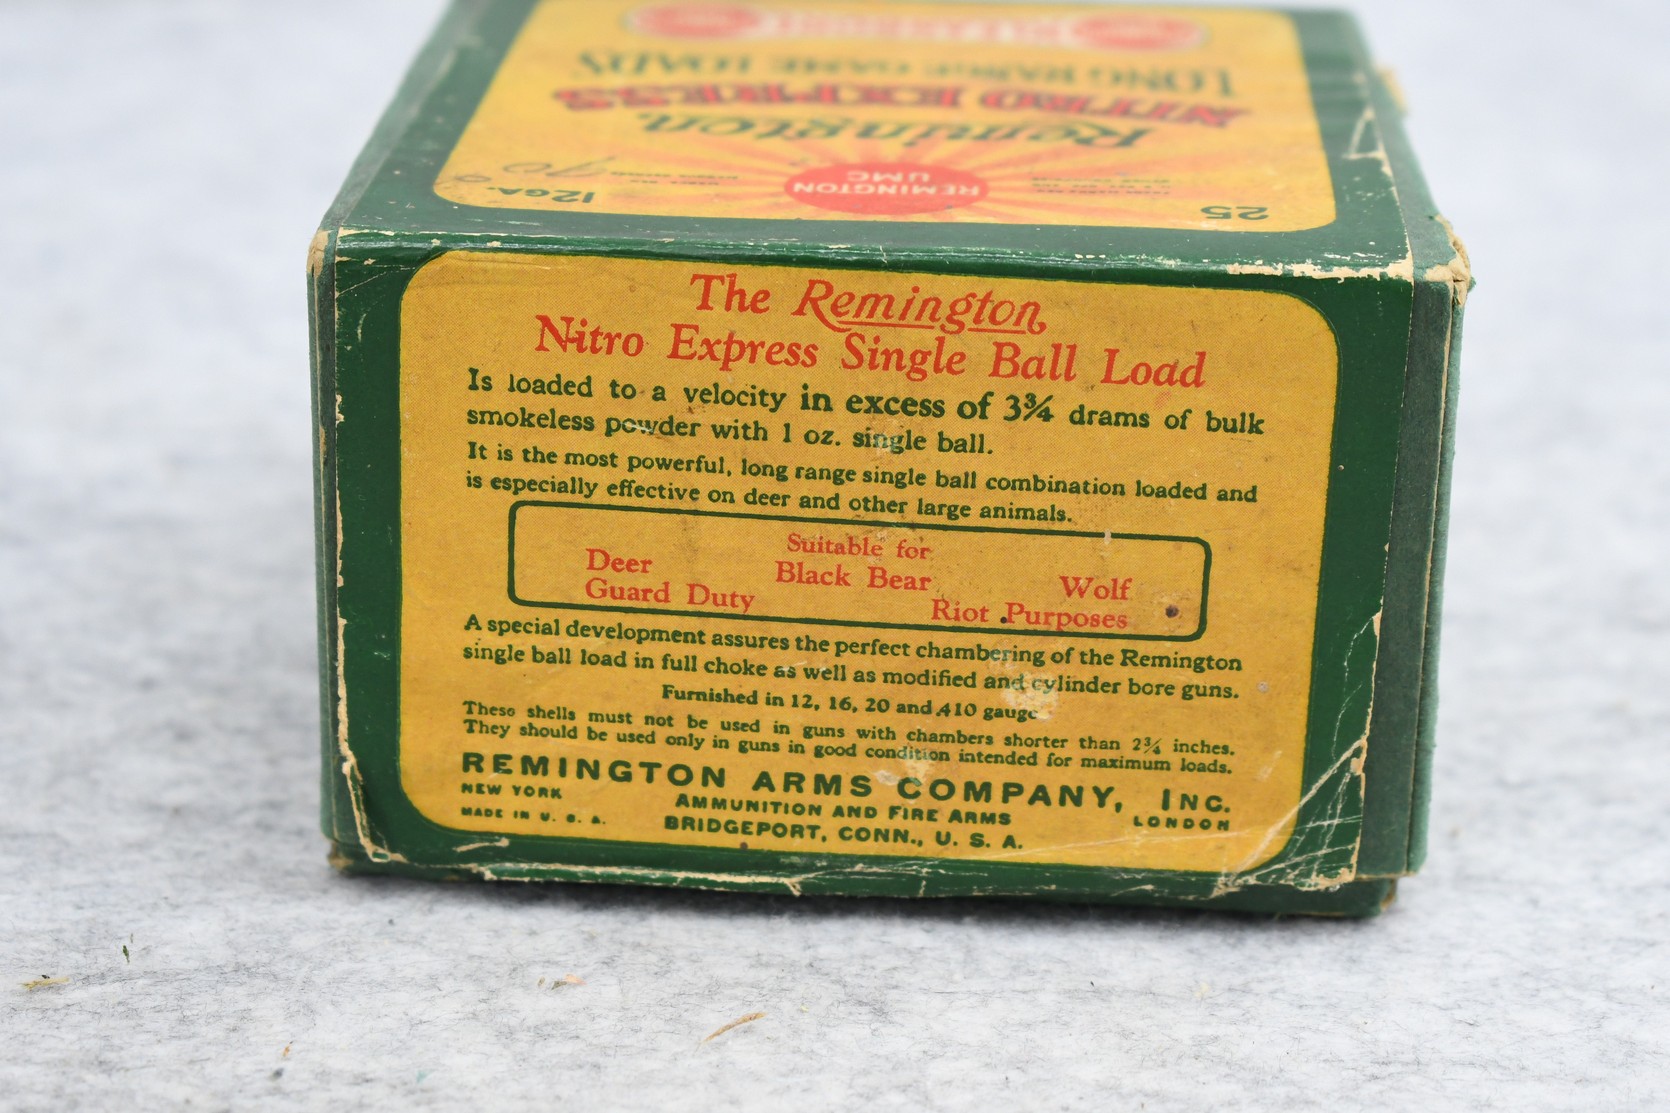 KLEANBORE
LONG RANGE GAME LOADS
NITRO EXPRESS
Remington
REMINGTON
UMC
12 GA.
25
The Remington
Nitro Express Single Ball Load
Is loaded to a velocity in excess of 3¾ drams of bulk
smokeless powder with 1 oz. single ball.
It is the most powerful, long range single ball combination loaded and
is especially effective on deer and other large animals.
Suitable for
Deer Black Bear Wolf
Guard Duty Riot Purposes
A special development assures the perfect chambering of the Remington
single ball load in full choke as well as modified and cylinder bore guns.
Furnished in 12, 16, 20 and .410 gauge
These shells must not be used in guns with chambers shorter than 2¾ inches.
They should be used only in guns in good condition intended for maximum loads.
REMINGTON ARMS COMPANY, INC.
NEW YORK AMMUNITION AND FIRE ARMS LONDON
MADE IN U. S. A. BRIDGEPORT, CONN., U. S. A.